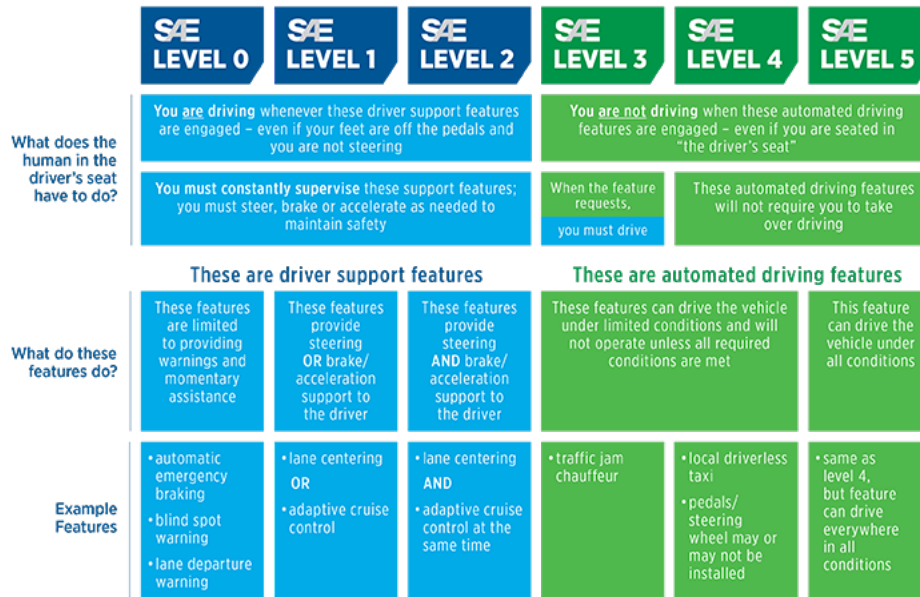 SAE
LEVEL 0
SAE
LEVEL 1
SAE
LEVEL 2
SAE
LEVEL 3
SAE
LEVEL 4
SAE
LEVEL 5
What does the
human in the
driver's seat
have to do?
You are driving whenever these driver support features
are engaged – even if your feet are off the pedals and
you are not steering
You are not driving when these automated driving
features are engaged – even if you are seated in
“the driver's seat”
You must constantly supervise these support features;
you must steer, brake or accelerate as needed to
maintain safety
When the feature
requests,
you must drive
These automated driving features
will not require you to take
over driving
These are driver support features
These are automated driving features
What do these
features do?
These features
are limited
to providing
warnings and
momentary
assistance
These features
provide
steering
OR brake/
acceleration
support to
the driver
These features
provide
steering
AND brake/
acceleration
support to
the driver
These features can drive the vehicle
under limited conditions and will
not operate unless all required
conditions are met
This feature
can drive the
vehicle under
all conditions
Example
Features
• automatic
emergency
braking
• blind spot
warning
• lane departure
warning
• lane centering
OR
• adaptive cruise
control
• lane centering
AND
• adaptive cruise
control at the
same time
• traffic jam
chauffeur
• local driverless
taxi
• pedals/
steering
wheel may or
may not be
installed
• same as
level 4,
but feature
can drive
everywhere
in all
conditions